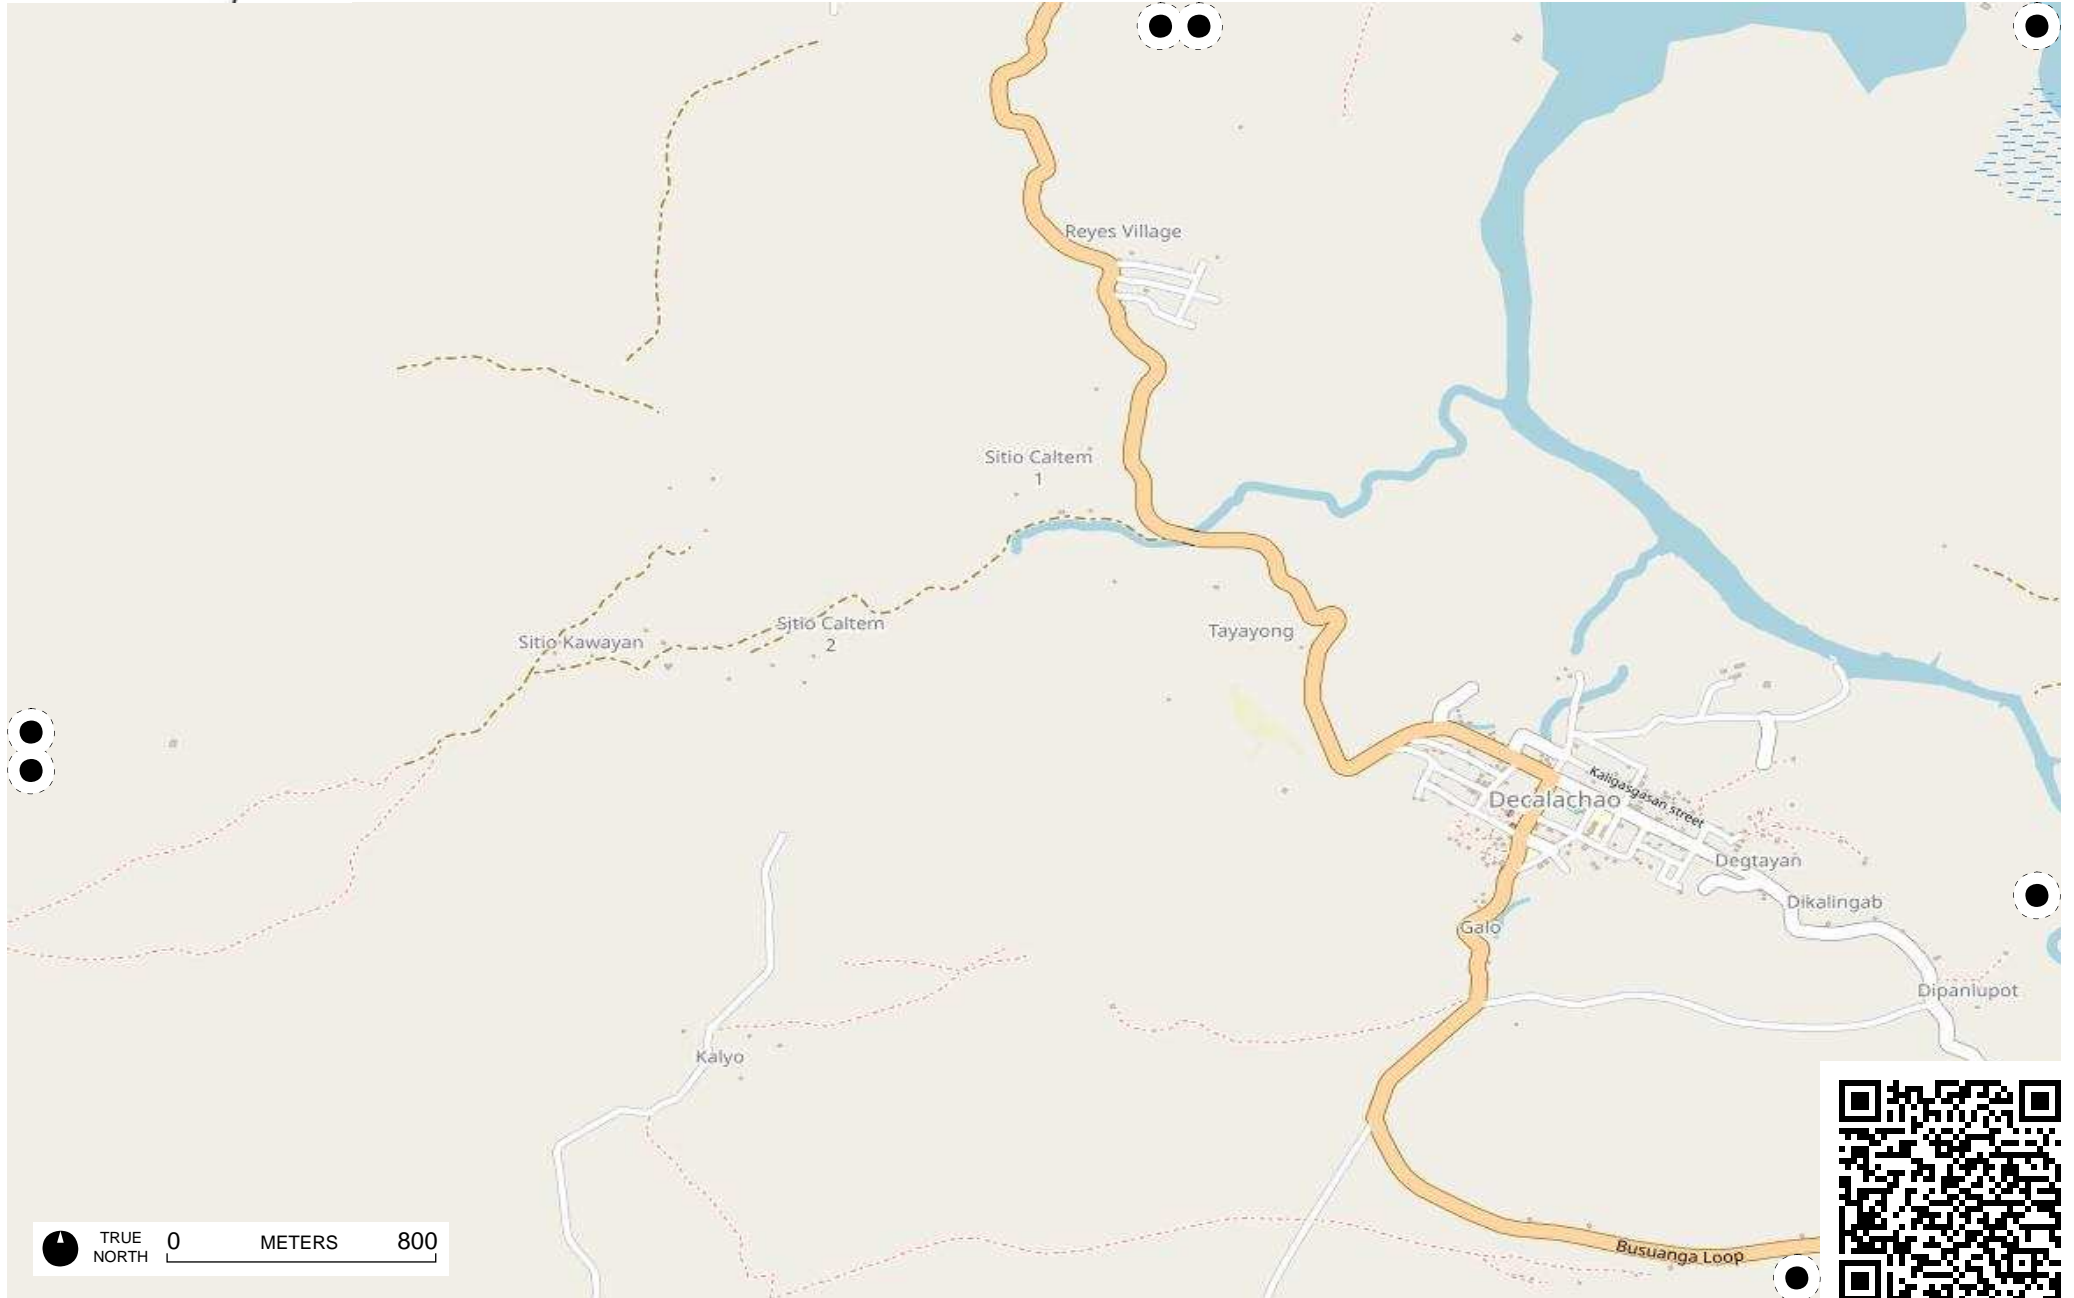 Reyes Village
Sitio Caltem
1
Sitio Caltem
2
Sitio Kawayan
Tayayong
Kaligasgasan street
Decalachao
Degtayan
Dikalingab
Galo
Dipanlupot
Kalyo
TRUE
NORTH
0 METERS 800
Busuanga Loop